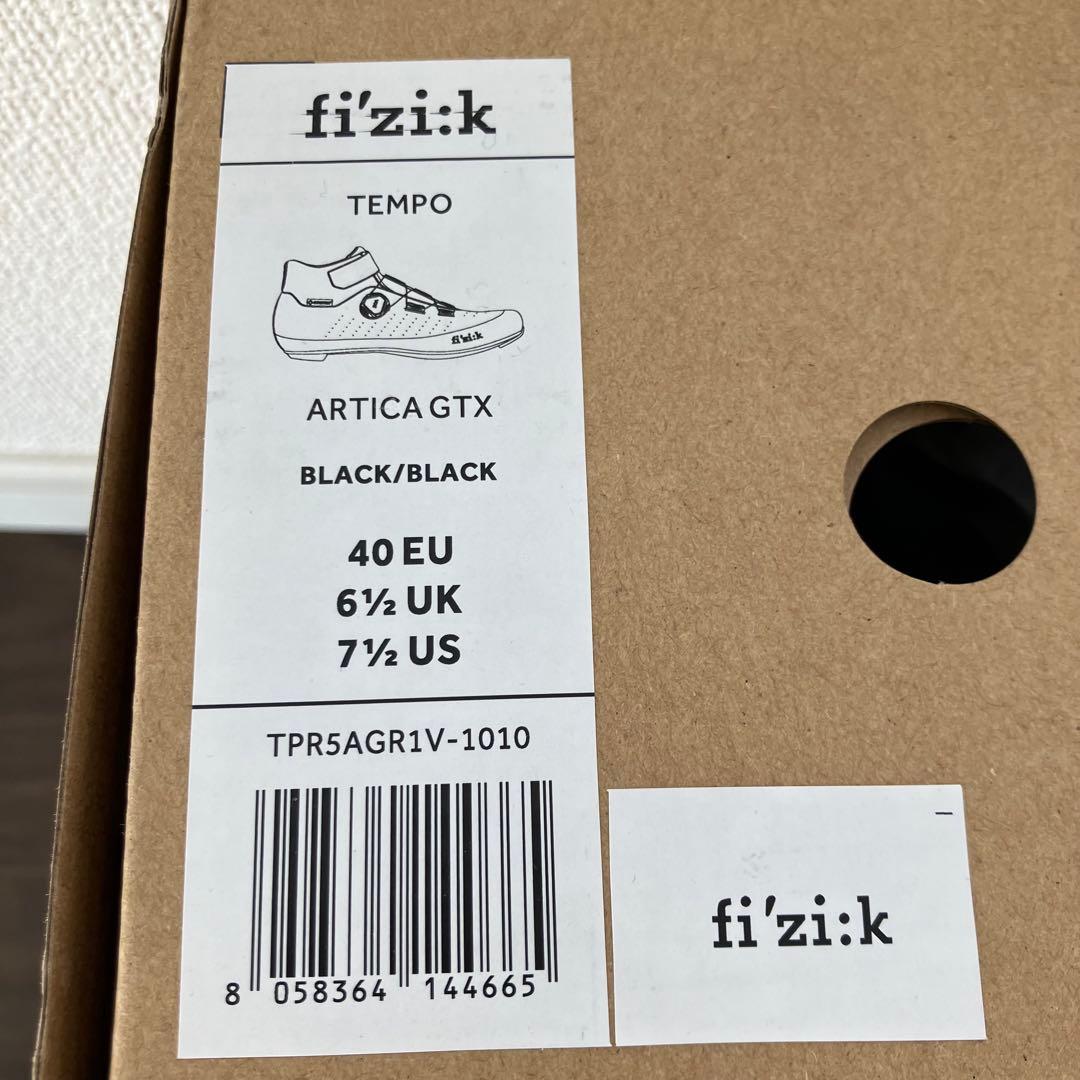 fi'zi:k
TEMPO
fi'zi:k
ARTICA GTX
BLACK/BLACK
40 EU
6½ UK
7½ US
TPR5AGR1V-1010
8 058364 144665
fi'zi:k